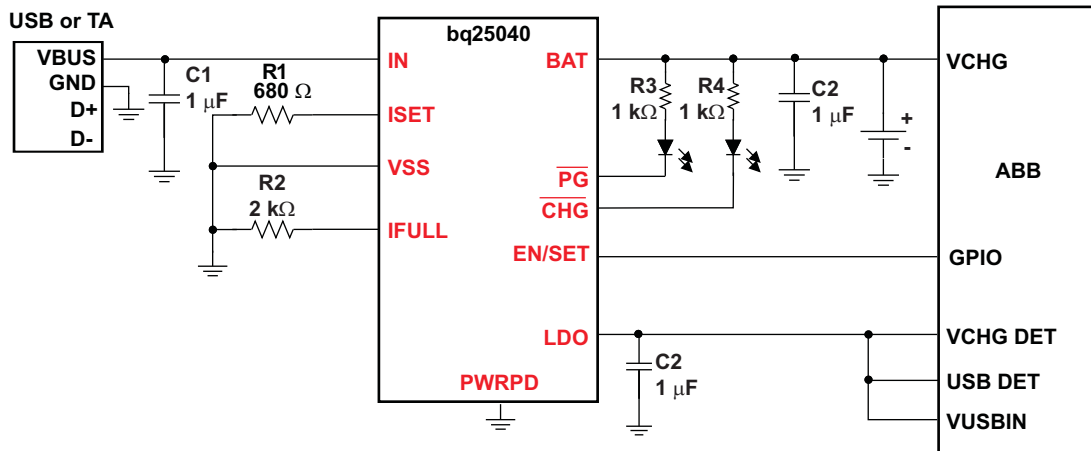 USB or TA
VBUS
GND
D+
D-
C1
1 μF
R1
680 Ω
R2
2 kΩ
bq25040
IN
ISET
VSS
IFULL
BAT
PG
CHG
EN/SET
LDO
PWRPD
R3
1 kΩ
R4
1 kΩ
C2
1 μF
+
-
C2
1 μF
VCHG
ABB
GPIO
VCHG DET
USB DET
VUSBIN